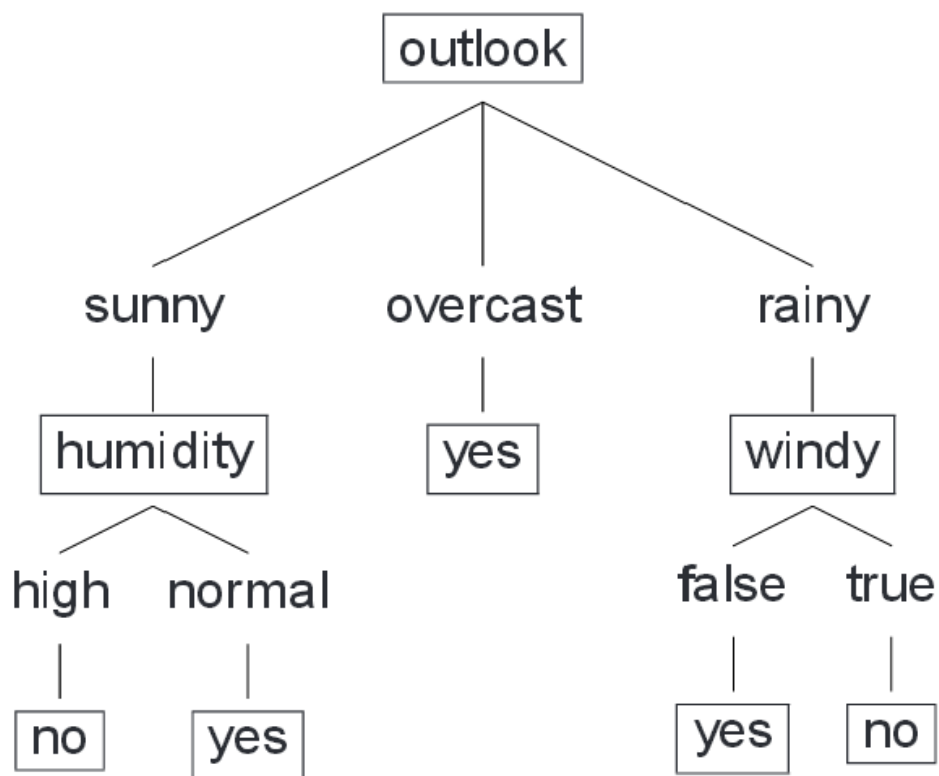 outlook
sunny overcast rainy
humidity yes windy
high normal false true
no yes yes no